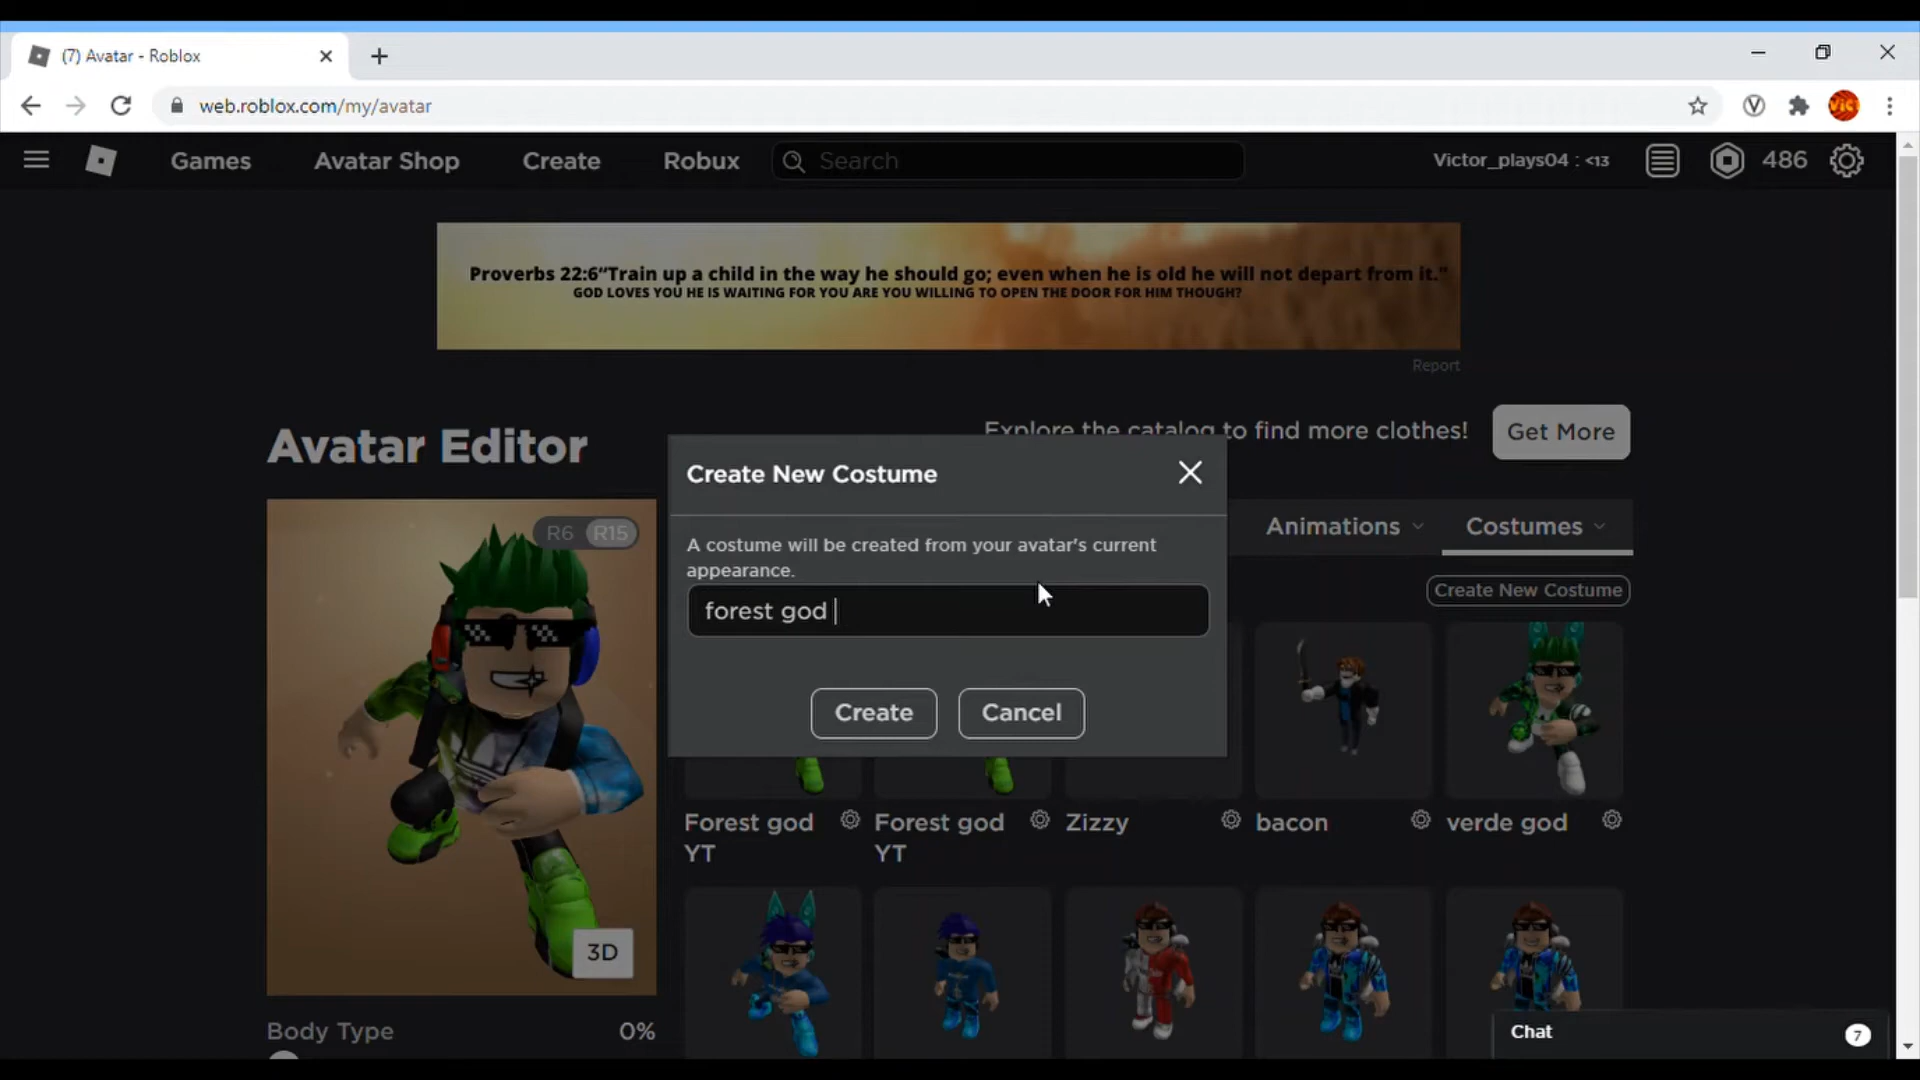 (7) Avatar - Roblox
web.roblox.com/my/avatar
Games
Avatar Shop
Create
Robux
Search
Victor_plays04 : <13
486
Proverbs 22:6“Train up a child in the way he should go; even when he is old he will not depart from it.”
GOD LOVES YOU HE IS WAITING FOR YOU ARE YOU WILLING TO OPEN THE DOOR FOR HIM THOUGH?
Report
Avatar Editor
Explore the catalog to find more clothes!
Get More
R6 R15
3D
Body Type
0%
Create New Costume
A costume will be created from your avatar's current
appearance.
forest god
Create
Cancel
Animations
Costumes
Create New Costume
Forest god
YT
Forest god
YT
Zizzy
bacon
verde god
Chat
7